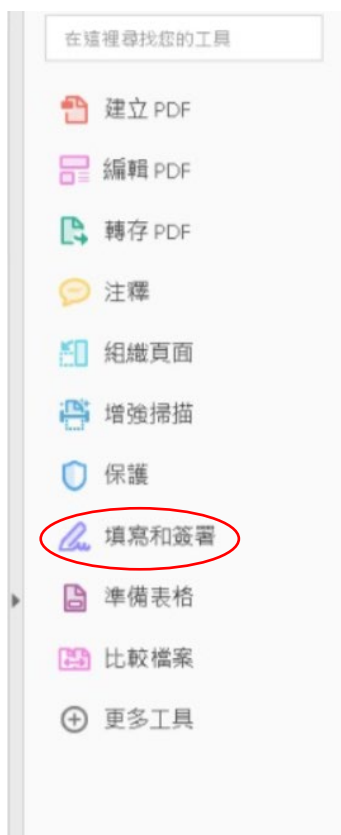 在這裡尋找您的工具
建立 PDF
編輯 PDF
轉存 PDF
注釋
組織頁面
增強掃描
保護
填寫和簽署
準備表格
比較檔案
更多工具